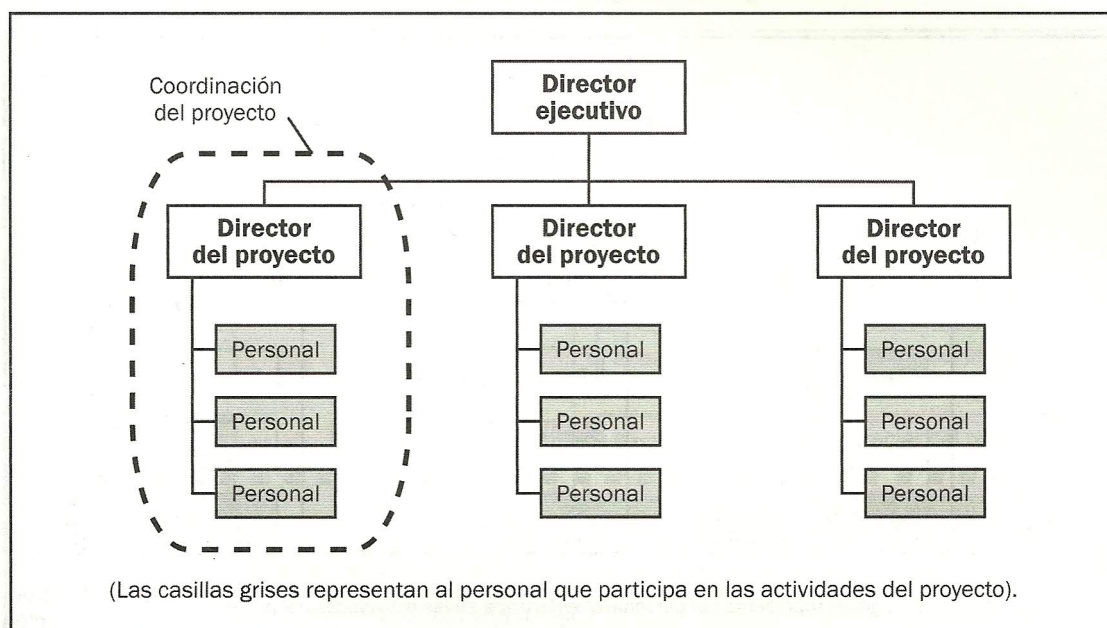 Director
ejecutivo
Coordinación
del proyecto
Director
del proyecto
Director
del proyecto
Director
del proyecto
Personal
Personal
Personal
Personal
Personal
Personal
Personal
Personal
Personal
(Las casillas grises representan al personal que participa en las actividades del proyecto).